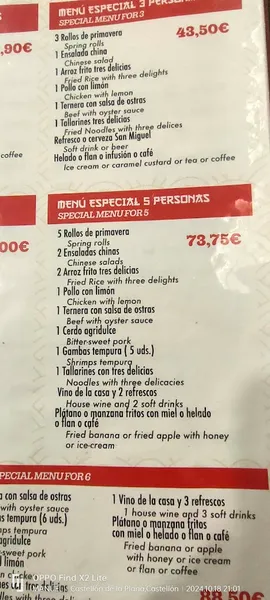 MENÚ ESPECIAL 3 PERSONAS
SPECIAL MENU FOR 3
,90€
43,50€
3 Rollos de primavera
Spring rolls
1 Ensalada china
Chinese salad
1 Arroz frito tres delicias
Fried Rice with three delights
1 Pollo con limón
Chicken with lemon
1 Ternera con salsa de ostras
Beef with oyster sauce
1 Tallarines tres delicias
Fried Noodles with three delices
Refresco o cerveza San Miguel
Soft drink or beer
Helado o flan o infusión o café
coffee
Ice cream or caramel custard or tea or coffee
MENÚ ESPECIAL 5 PERSONAS
SPECIAL MENU FOR 5
00€
73,75€
5 Rollos de primavera
Spring rolls
2 Ensaladas chinas
Chinese salads
2 Arroz frito tres delicias
Fried Rice with three delights
1 Pollo con limón
Chicken with lemon
1 Ternera con salsa de ostras
Beef with oyster sauce
1 Cerdo agridulce
Bitter-sweet pork
1 Gambas tempura ( 5 uds.)
Shrimps tempura
1 Tallarines con tres delicias
Noodles with three delicacies
Vino de la casa y 2 refrescos
House wine and 2 soft drinks
Plátano o manzana fritos con miel o helado
o flan o café
coffee
Fried banana or fried apple with honey
or ice-cream
PECIAL MENU FOR 6
a con salsa de ostras
with oyster sauce
s tempura (6 uds.)
s tempura
agridulce
-sweet pork
limón
1 Vino de la casa y 3 refrescos
1 house wine and 3 soft drinks
Plátano o manzana fritos
con miel o helado o flan o café
Fried banana or apple
with honey or ice cream
or flan or coffee
88,50€
OPPO Find X2 Lite
Castellón de la Plana,Castellón | 2024.10.18 21:01